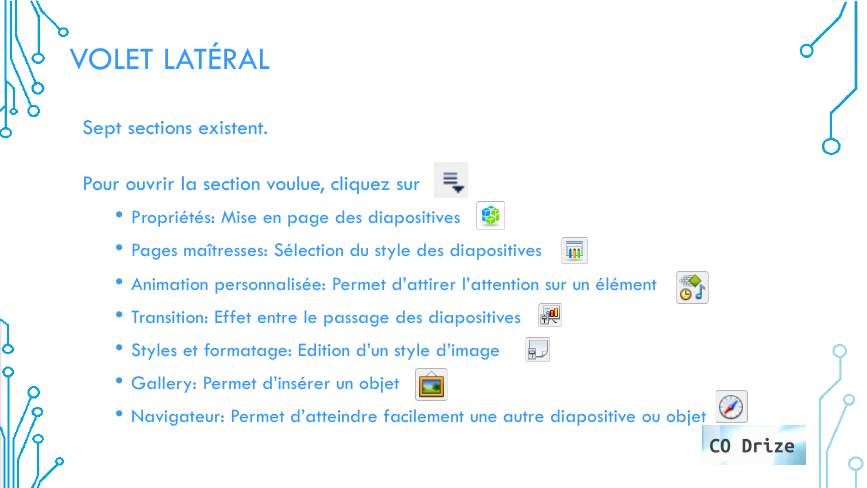 VOLET LATÉRAL
Sept sections existent.
Pour ouvrir la section voulue, cliquez sur
• Propriétés: Mise en page des diapositives
• Pages maîtresses: Sélection du style des diapositives
• Animation personnalisée: Permet d'attirer l'attention sur un élément
• Transition: Effet entre le passage des diapositives
• Styles et formatage: Edition d'un style d'image
• Gallery: Permet d'insérer un objet
• Navigateur: Permet d'atteindre facilement une autre diapositive ou objet
CO Drize